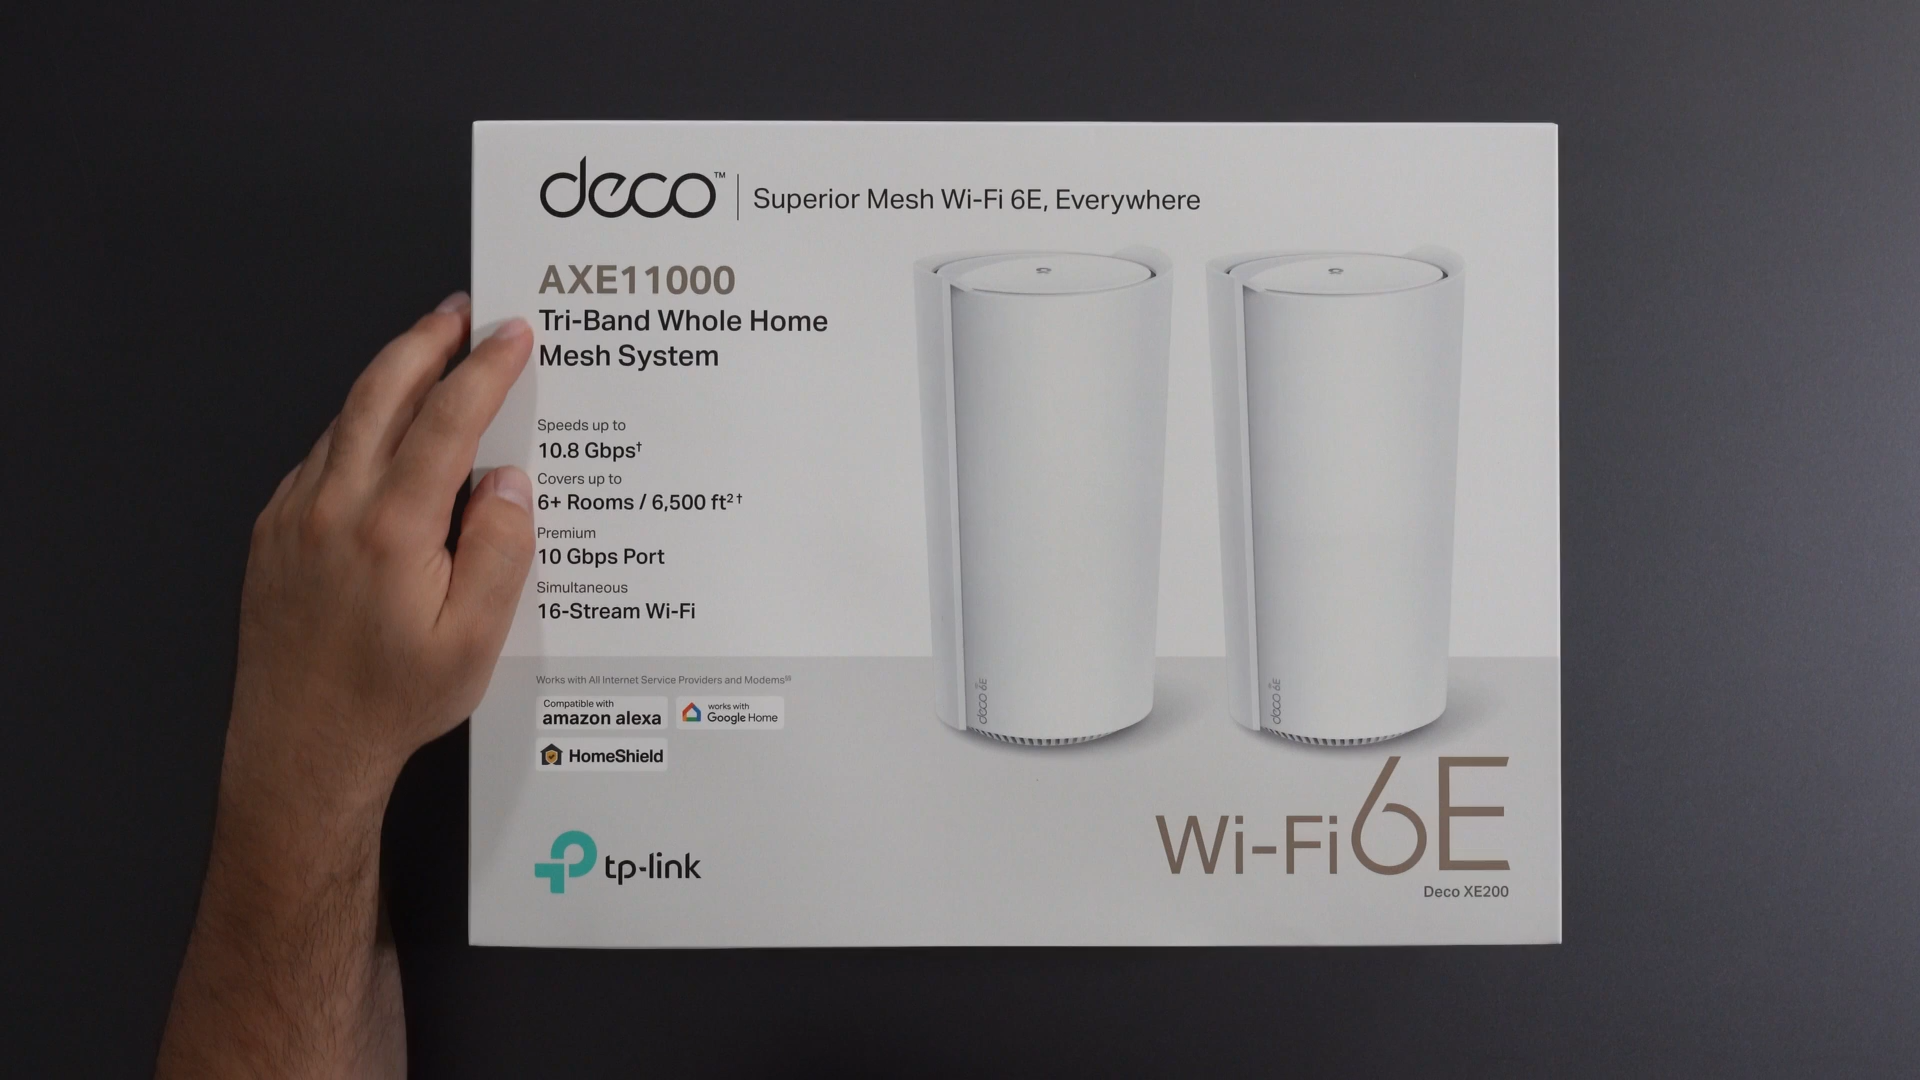 deco™ | Superior Mesh Wi-Fi 6E, Everywhere
AXE11000
Tri-Band Whole Home
Mesh System
Speeds up to
10.8 Gbps†
Covers up to
6+ Rooms / 6,500 ft²†
Premium
10 Gbps Port
Simultaneous
16-Stream Wi-Fi
Works with All Internet Service Providers and Modems§§
Compatible with
amazon alexa
works with
Google Home
HomeShield
tp-link
deco 6E
deco 6E
Wi-Fi 6E
Deco XE200